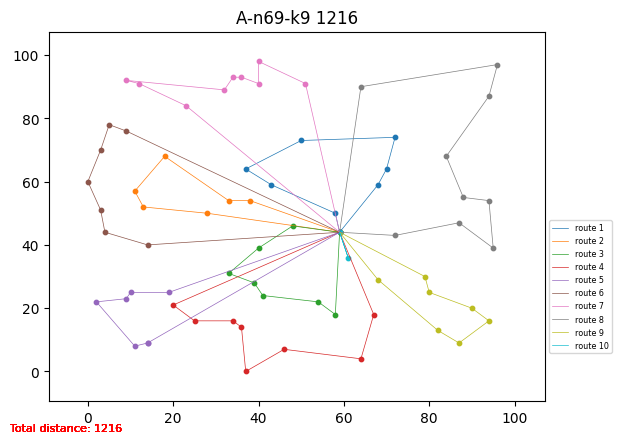 A-n69-k9 1216
100
80
60
40
20
0
0 20 40 60 80 100
route 1
route 2
route 3
route 4
route 5
route 6
route 7
route 8
route 9
route 10
Total distance: 1216